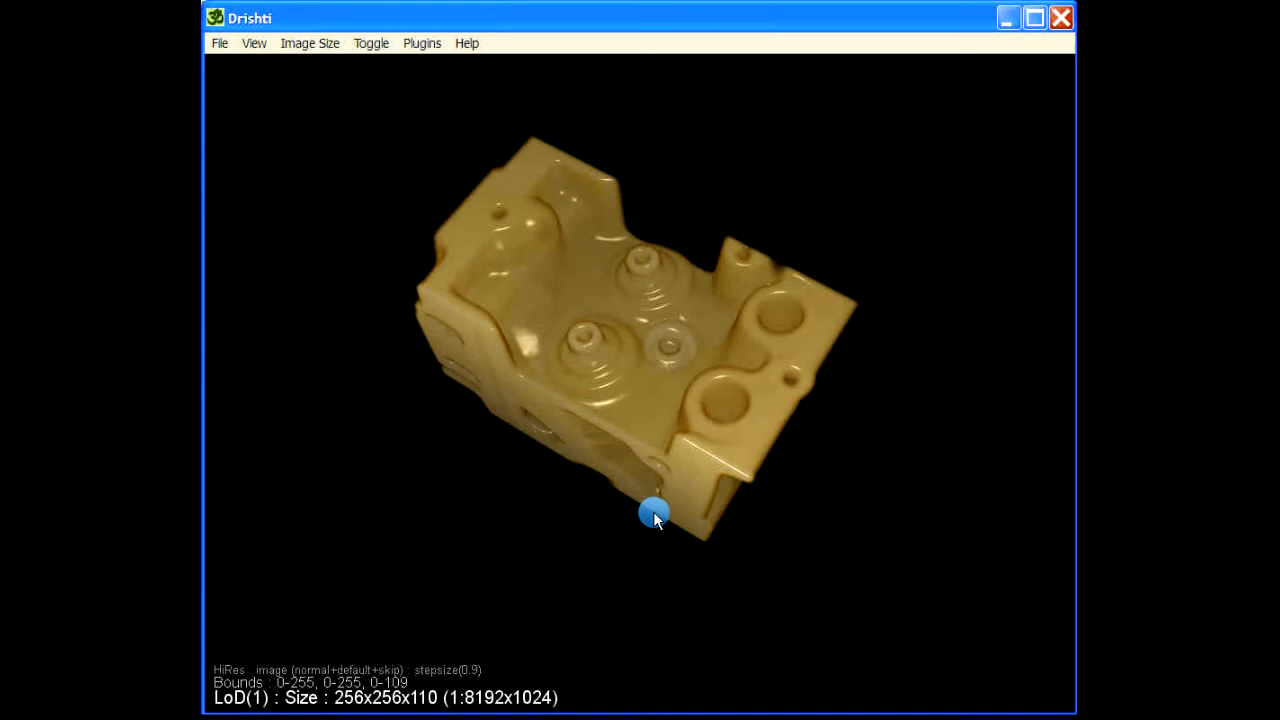 Drishti
File View Image Size Toggle Plugins Help
HiRes image (normal+default+skip) : stepsize(0.9)
Bounds : 0-255, 0-255, 0-109
LoD(1) : Size : 256x256x110 (1:8192x1024)